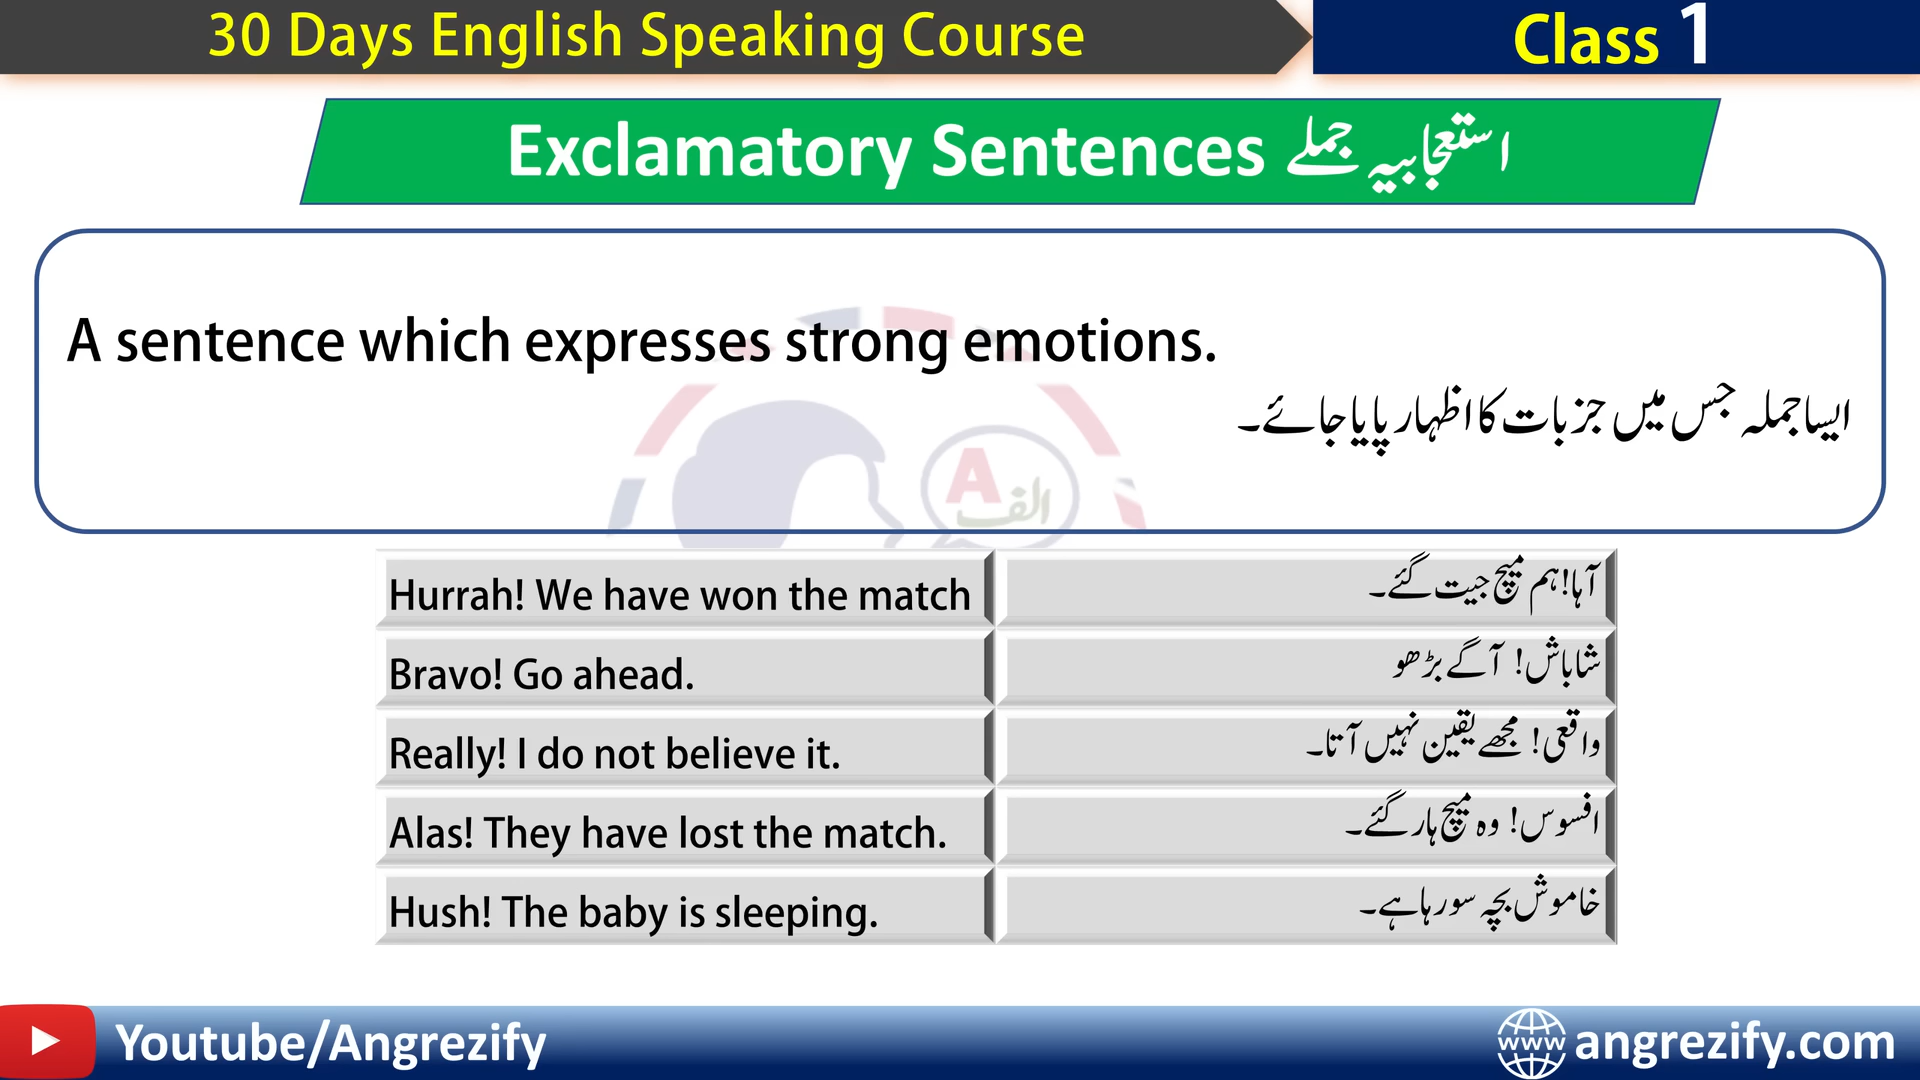 30 Days English Speaking Course
Class 1
Exclamatory Sentences استعجابیہ جملے
A sentence which expresses strong emotions.
ایسا جملہ جس میں جزبات کا اظہار پایا جائے۔
A
الف
Hurrah! We have won the match
آہا!ہم میچ جیت گئے۔
Bravo! Go ahead.
شاباش! آگے بڑھو
Really! I do not believe it.
واقعی! مجھے یقین نہیں آتا۔
Alas! They have lost the match.
افسوس! وہ میچ ہار گئے۔
Hush! The baby is sleeping.
خاموش بچہ سو رہا ہے۔
Youtube/Angrezify
www
angrezify.com